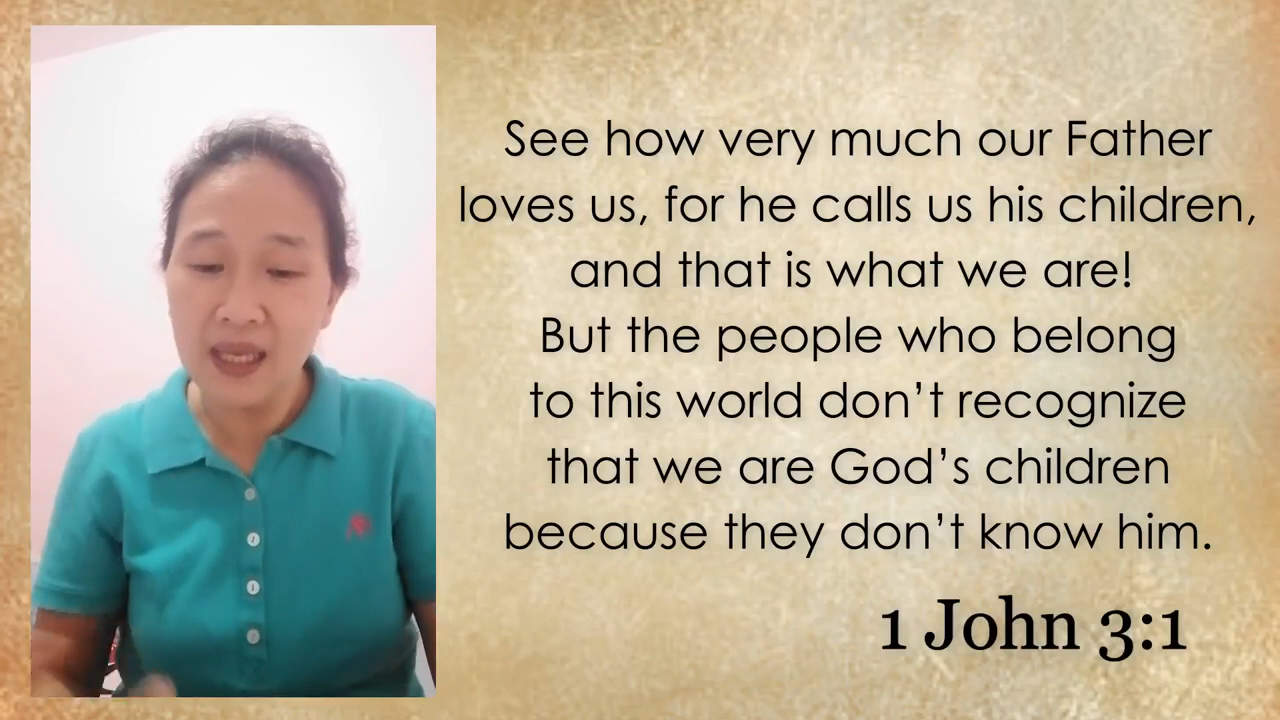 See how very much our Father
loves us, for he calls us his children,
and that is what we are!
But the people who belong
to this world don’t recognize
that we are God’s children
because they don’t know him.
1 John 3:1